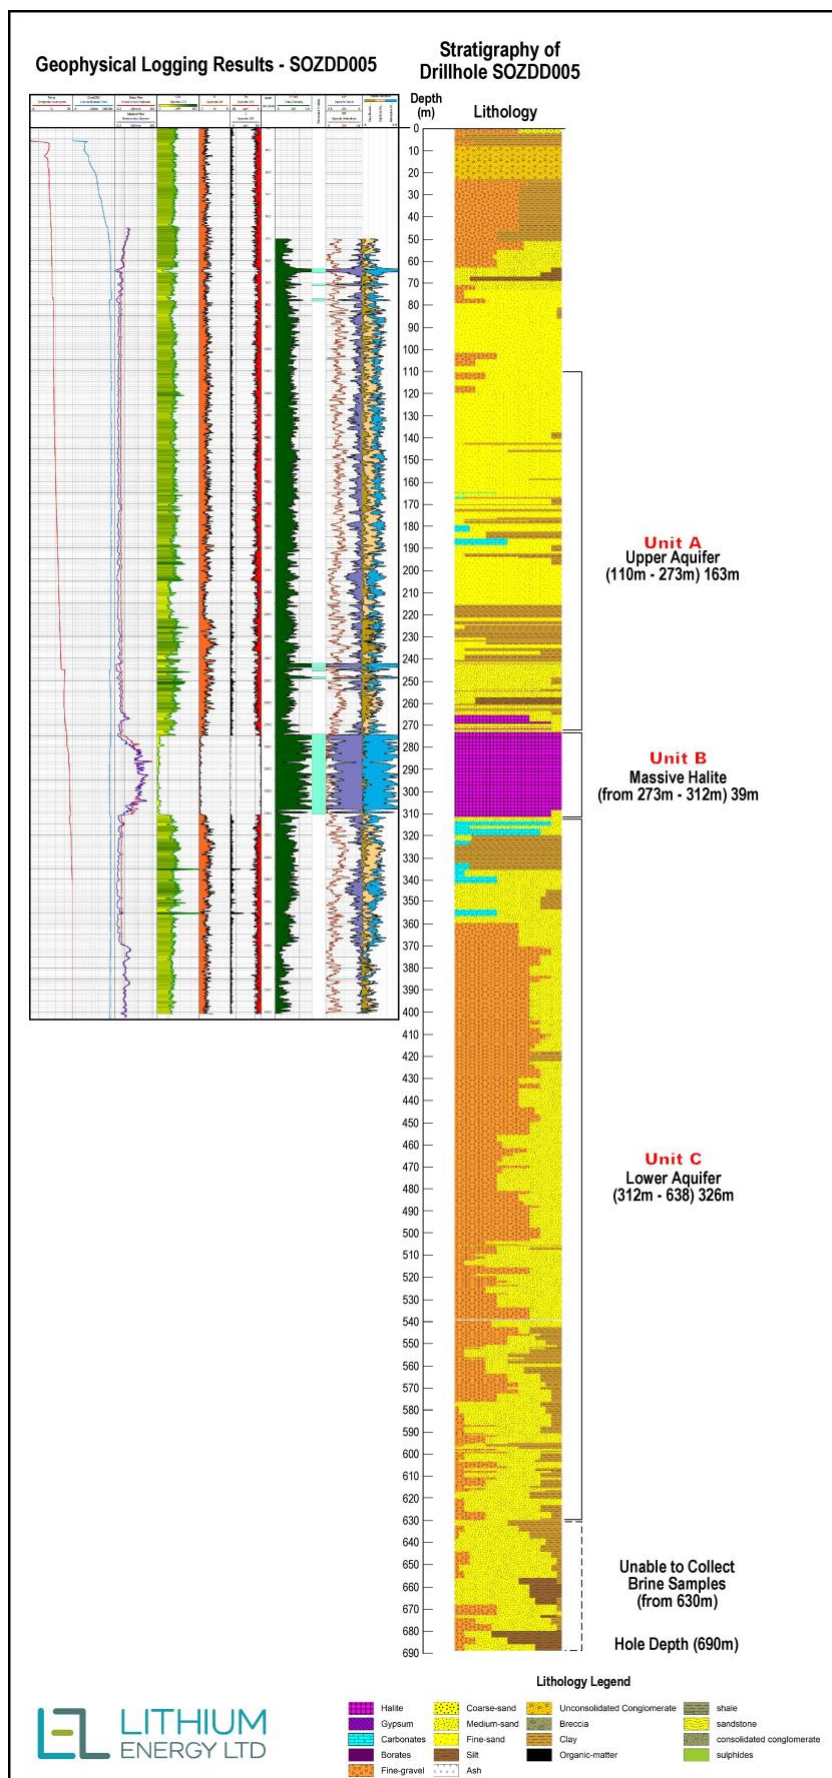 Geophysical Logging Results - SOZDD005
Stratigraphy of
Drillhole SOZDD005
Depth
(m)
Lithology
0
10
20
30
40
50
60
70
80
90
100
110
120
130
140
150
160
170
180
190
200
210
220
230
240
250
260
270
280
290
300
310
320
330
340
350
360
370
380
390
400
410
420
430
440
450
460
470
480
490
500
510
520
530
540
550
560
570
580
590
600
610
620
630
640
650
660
670
680
690
Unit A
Upper Aquifer
(110m - 273m) 163m
Unit B
Massive Halite
(from 273m - 312m) 39m
Unit C
Lower Aquifer
(312m - 638) 326m
Unable to Collect
Brine Samples
(from 630m)
Hole Depth (690m)
LITHIUM
ENERGY LTD
Lithology Legend
Halite
Gypsum
Carbonates
Borates
Fine-gravel
Coarse-sand
Medium-sand
Fine-sand
Silt
Ash
Unconsolidated Conglomerate
Breccia
Clay
Organic-matter
shale
sandstone
consolidated conglomerate
sulphides